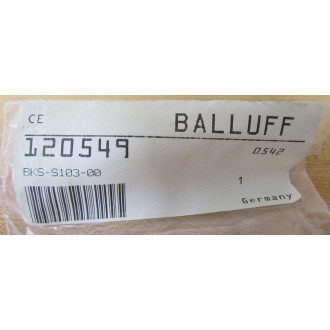 CE
BALLUFF
120549
0542
BKS-S103-00
1
Germany